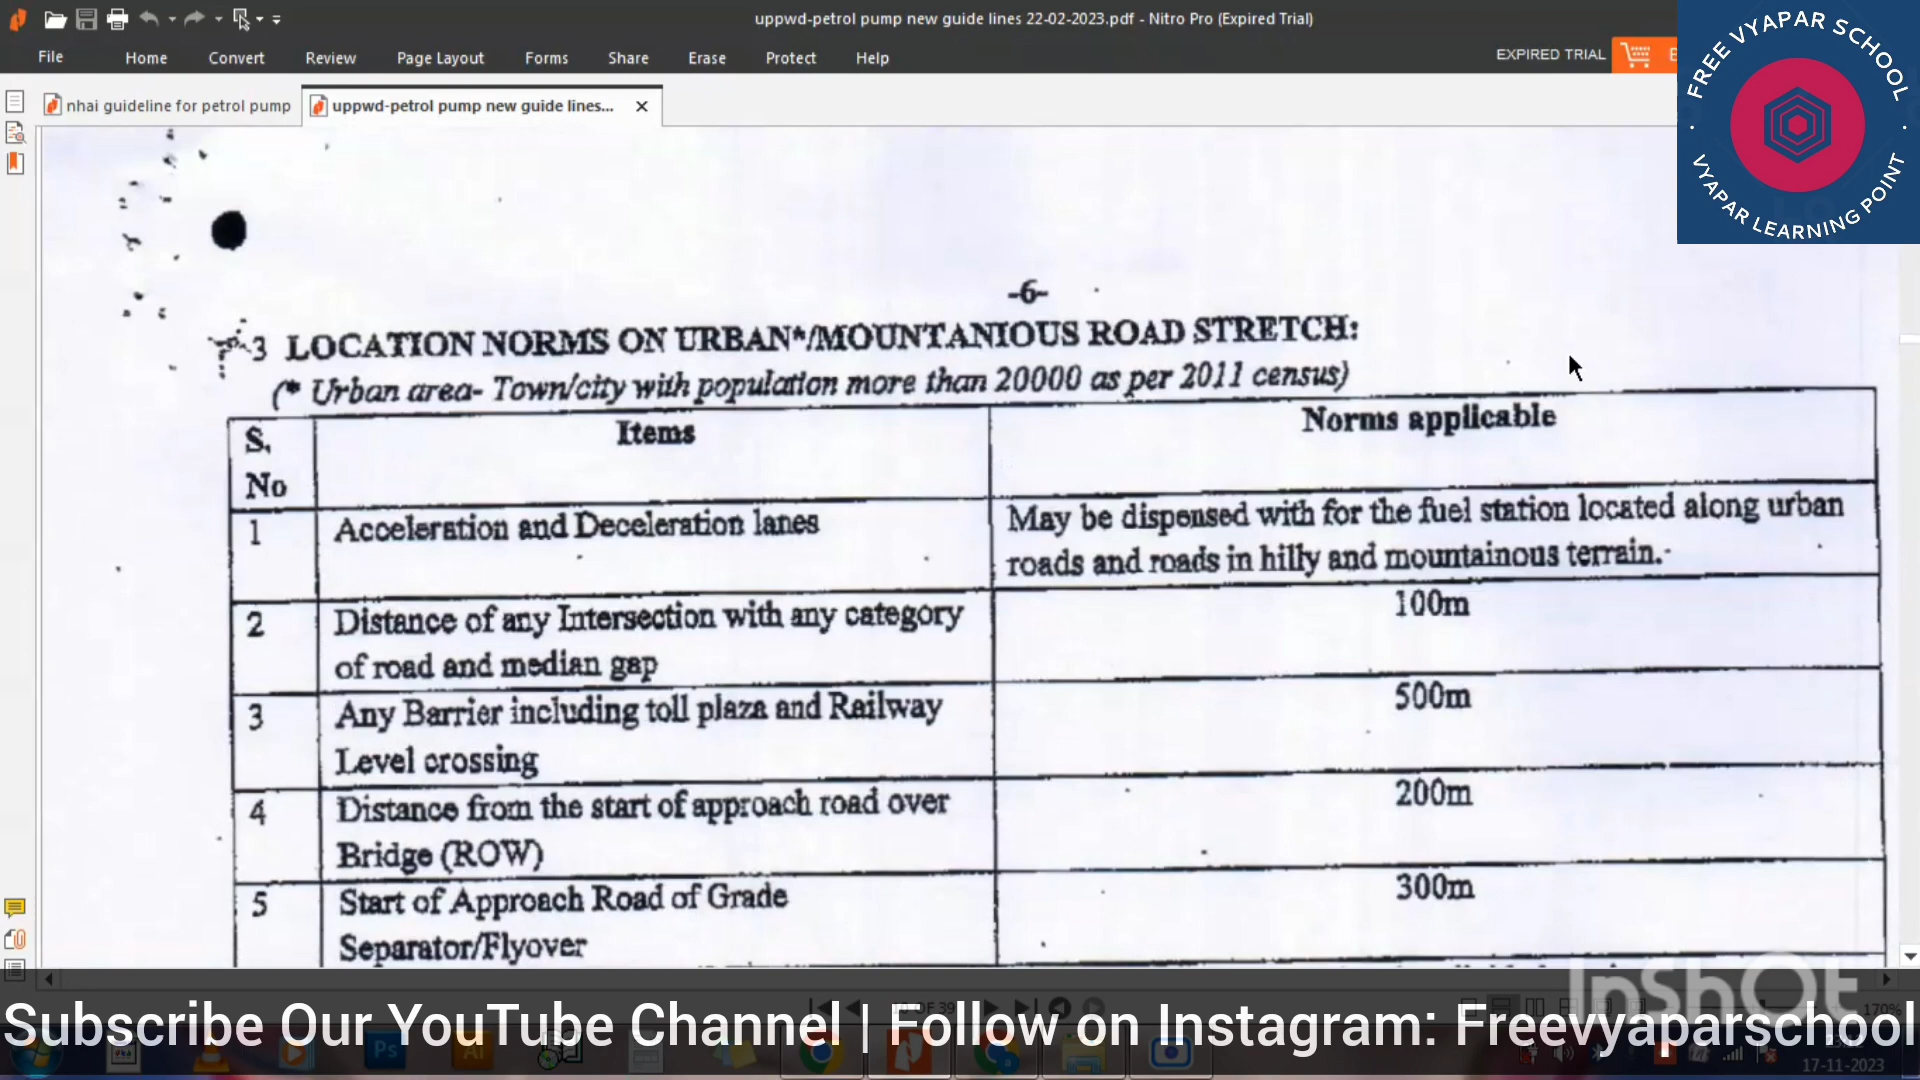 uppwd-petrol pump new guide lines 22-02-2023.pdf - Nitro Pro (Expired Trial)
File Home Convert Review Page Layout Forms Share Erase Protect Help
EXPIRED TRIAL
nhai guideline for petrol pump
uppwd-petrol pump new guide lines...
FREE VYAPAR SCHOOL
VYAPAR LEARNING POINT
-6-
3 LOCATION NORMS ON URBAN*/MOUNTANIOUS ROAD STRETCH:
(* Urban area- Town/city with population more than 20000 as per 2011 census)
S. No Items Norms applicable
1 Acceleration and Deceleration lanes May be dispensed with for the fuel station located along urban
roads and roads in hilly and mountainous terrain.
2 Distance of any Intersection with any category 100m
of road and median gap
3 Any Barrier including toll plaza and Railway 500m
Level crossing
4 Distance from the start of approach road over 200m
Bridge (ROW)
5 Start of Approach Road of Grade 300m
Separator/Flyover
InShOt
OF 39
170%
Subscribe Our YouTube Channel | Follow on Instagram: Freevyaparschool
Ps
Ai
17-11-2023